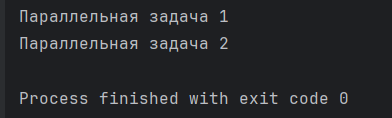 Параллельная задача 1
Параллельная задача 2
Process finished with exit code 0